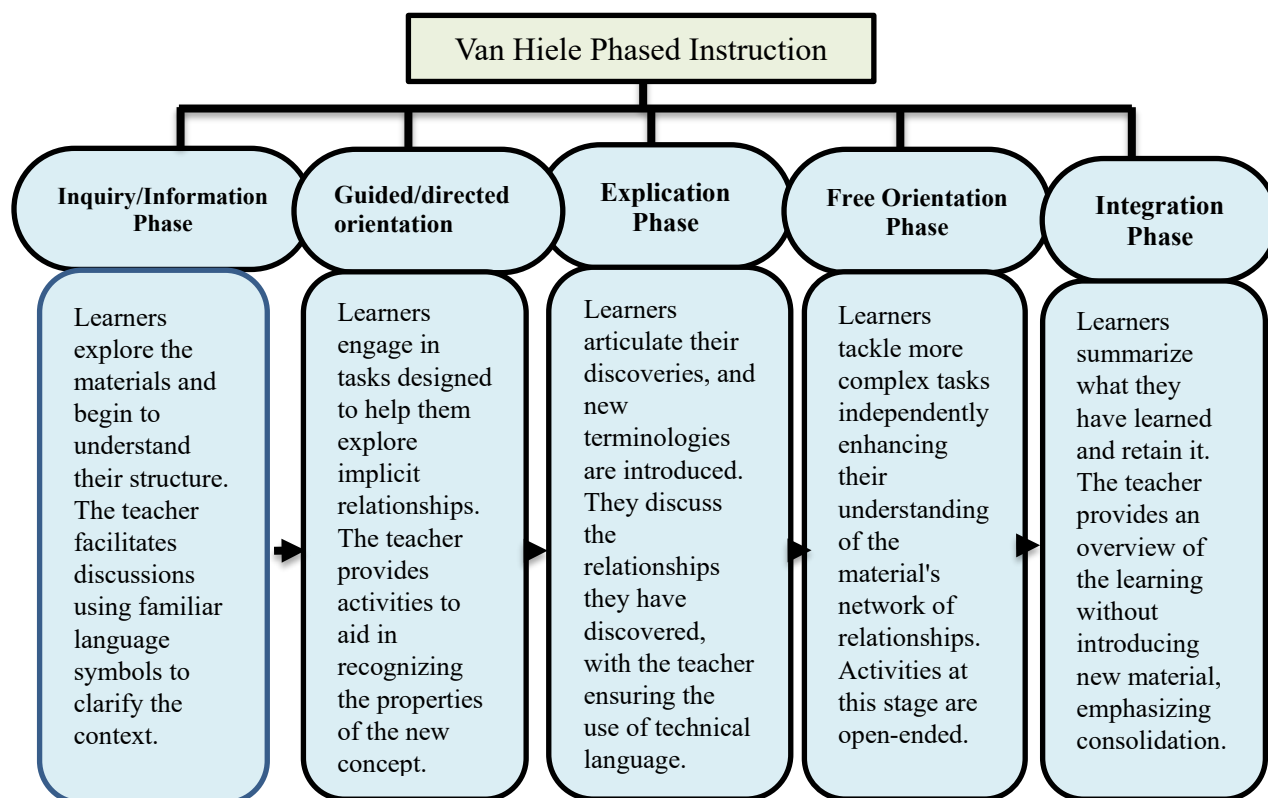 Van Hiele Phased Instruction
Inquiry/Information
Phase
Guided/directed
orientation
Explication
Phase
Free Orientation
Phase
Integration
Phase
Learners
explore the
materials and
begin to
understand
their structure.
The teacher
facilitates
discussions
using familiar
language
symbols to
clarify the
context.
Learners
engage in
tasks designed
to help them
explore
implicit
relationships.
The teacher
provides
activities to
aid in
recognizing
the properties
of the new
concept.
Learners
articulate their
discoveries, and
new
terminologies
are introduced.
They discuss
the
relationships
they have
discovered,
with the teacher
ensuring the
use of technical
language.
Learners
tackle more
complex tasks
independently
enhancing
their
understanding
of the
material's
network of
relationships.
Activities at
this stage are
open-ended.
Learners
summarize
what they
have learned
and retain it.
The teacher
provides an
overview of
the learning
without
introducing
new material,
emphasizing
consolidation.